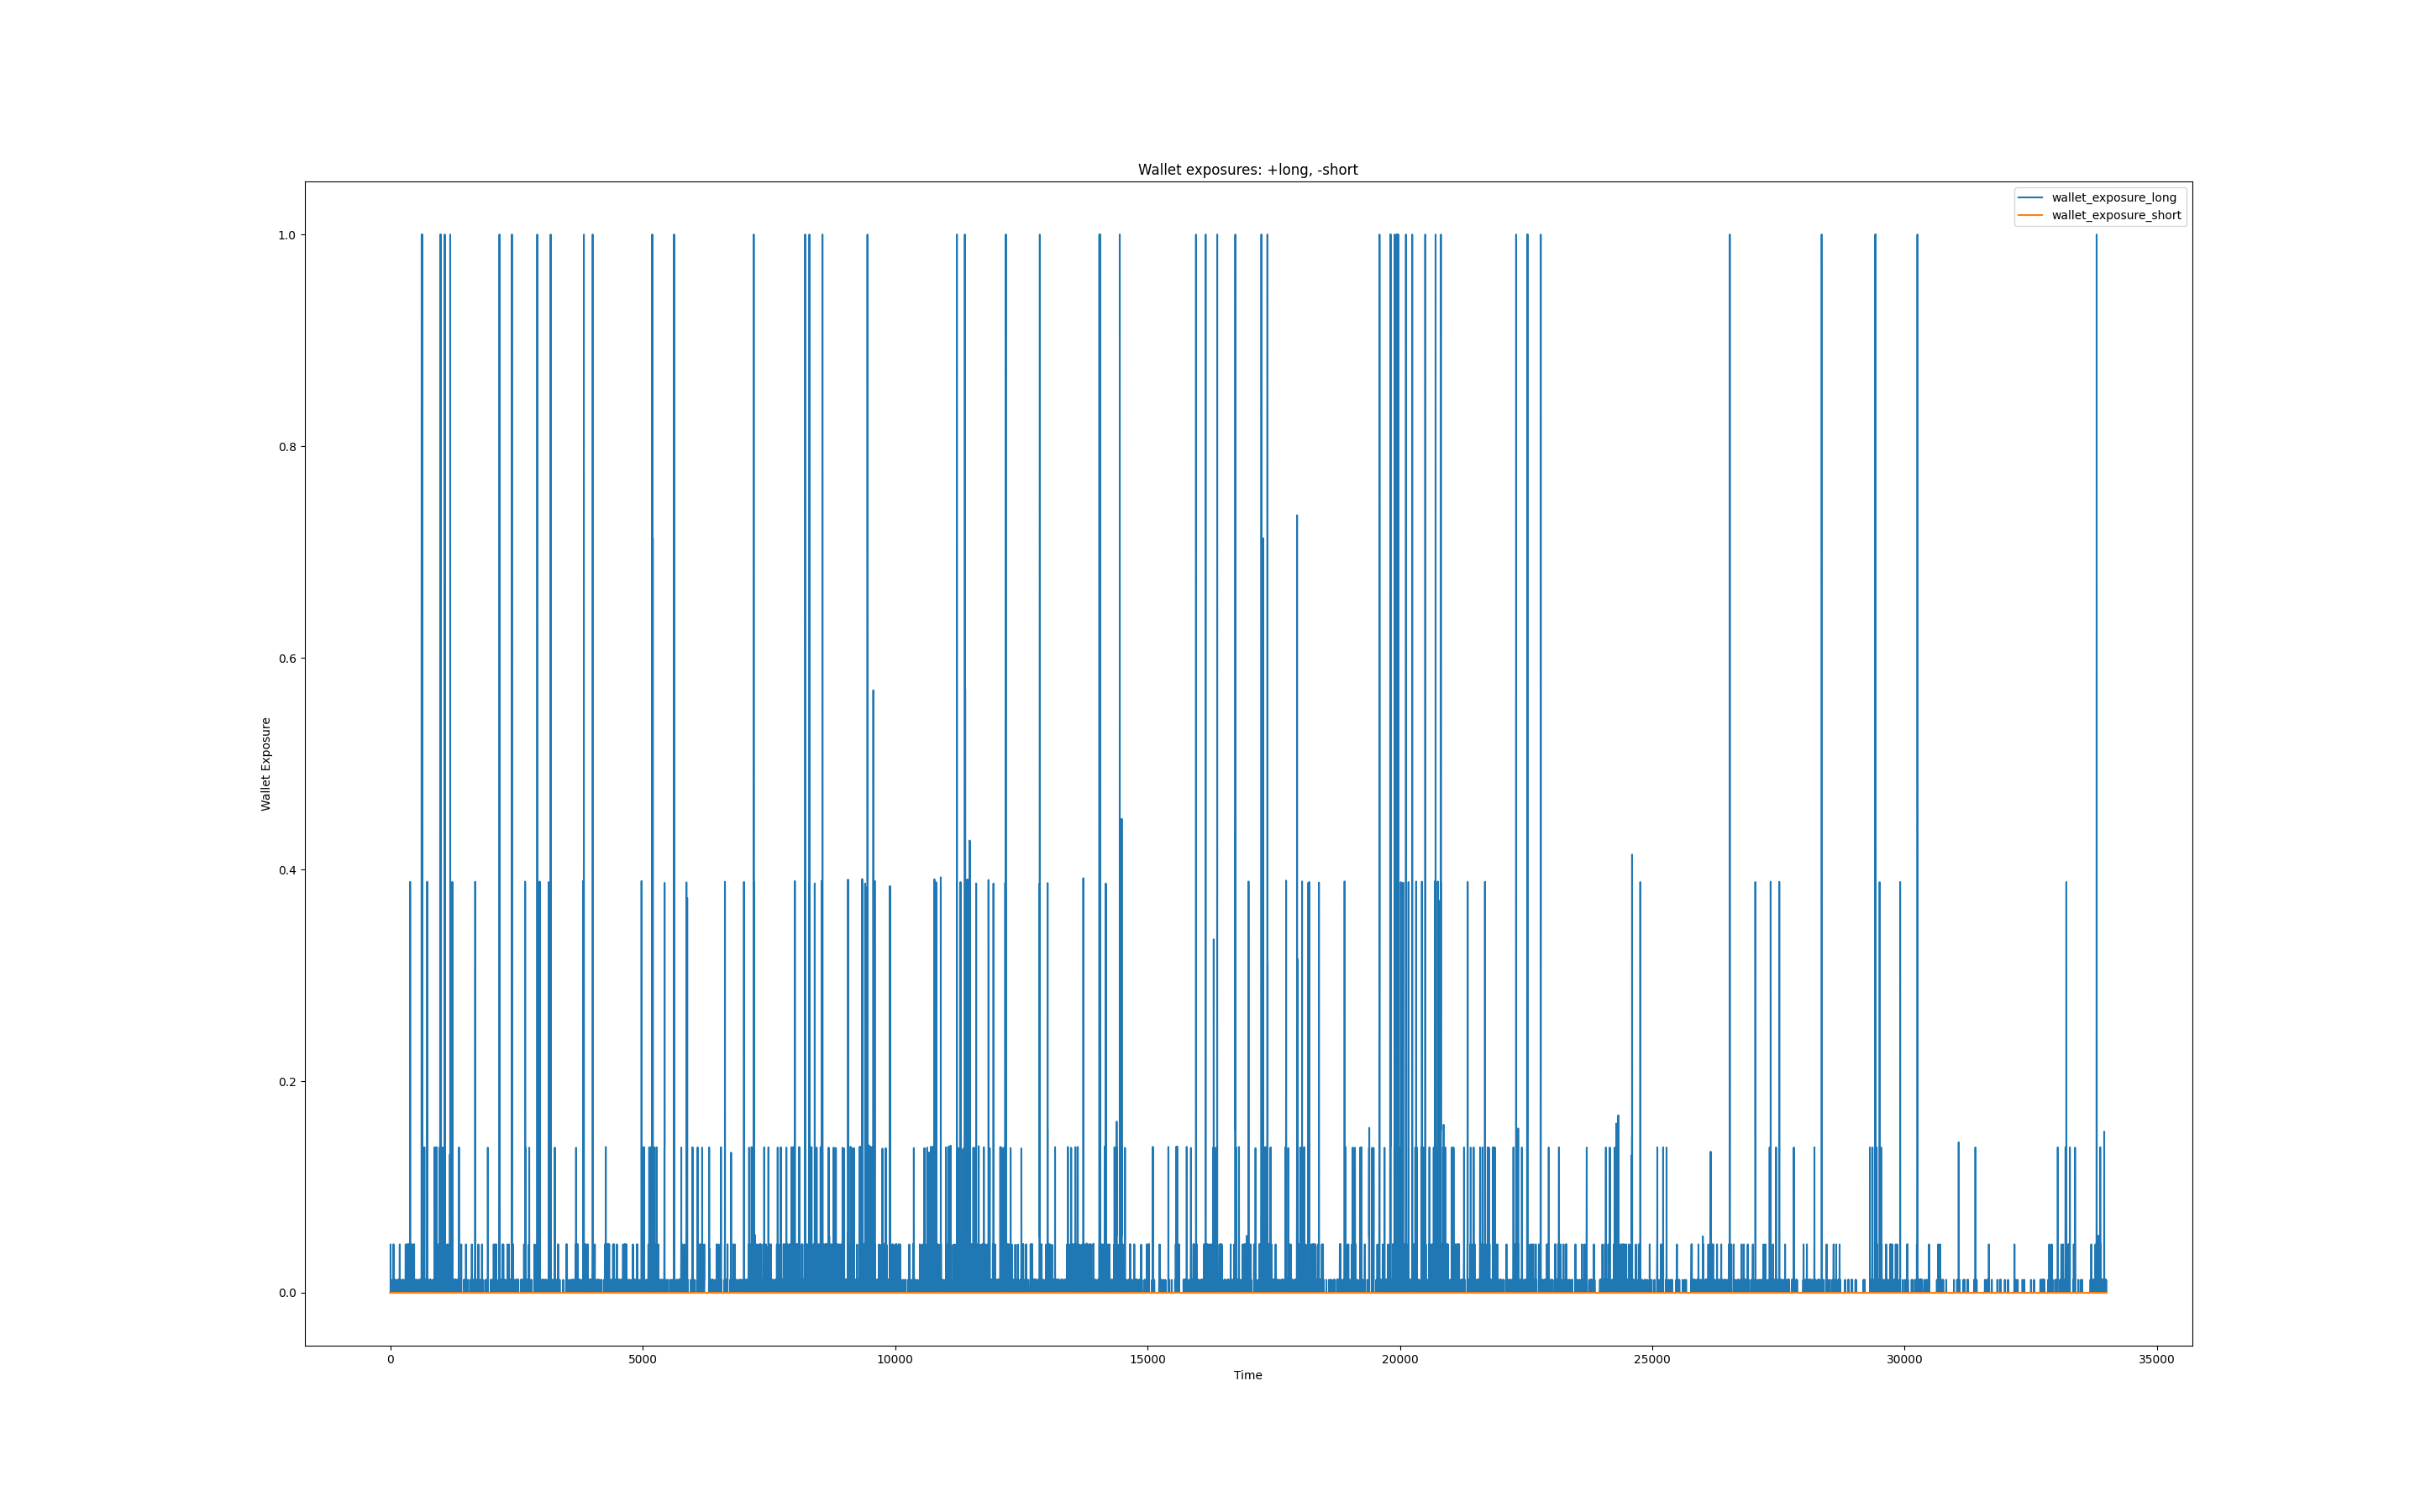 Wallet exposures: +long, -short
wallet_exposure_long
wallet_exposure_short
1.0
0.8
0.6
0.4
0.2
0.0
Wallet Exposure
0 5000 10000 15000 20000 25000 30000 35000
Time